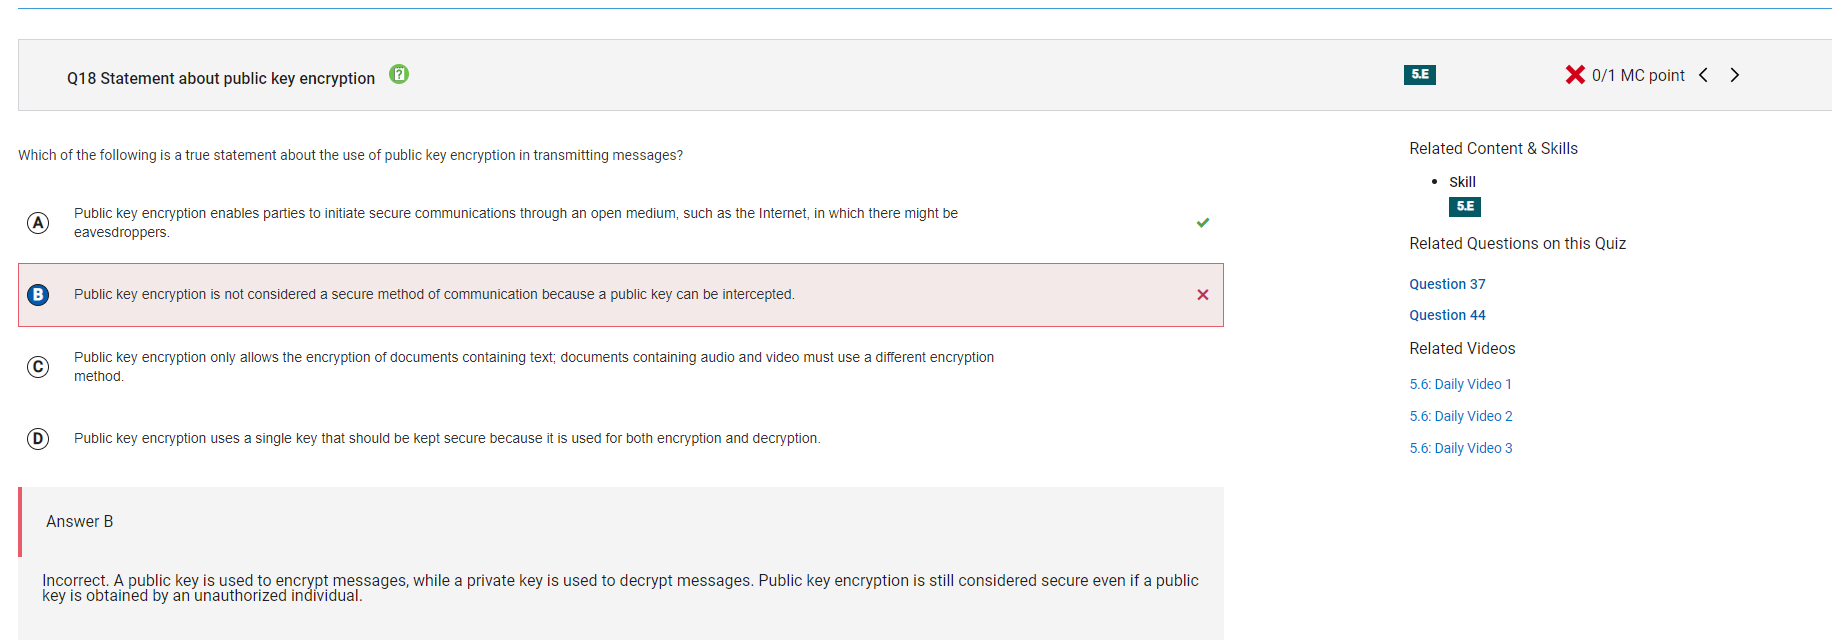 Q18 Statement about public key encryption
5.E
0/1 MC point
Which of the following is a true statement about the use of public key encryption in transmitting messages?
A
Public key encryption enables parties to initiate secure communications through an open medium, such as the Internet, in which there might be
eavesdroppers.
B
Public key encryption is not considered a secure method of communication because a public key can be intercepted.
C
Public key encryption only allows the encryption of documents containing text; documents containing audio and video must use a different encryption
method.
D
Public key encryption uses a single key that should be kept secure because it is used for both encryption and decryption.
Answer B
Incorrect. A public key is used to encrypt messages, while a private key is used to decrypt messages. Public key encryption is still considered secure even if a public
key is obtained by an unauthorized individual.
Related Content & Skills
• Skill
5.E
Related Questions on this Quiz
Question 37
Question 44
Related Videos
5.6: Daily Video 1
5.6: Daily Video 2
5.6: Daily Video 3